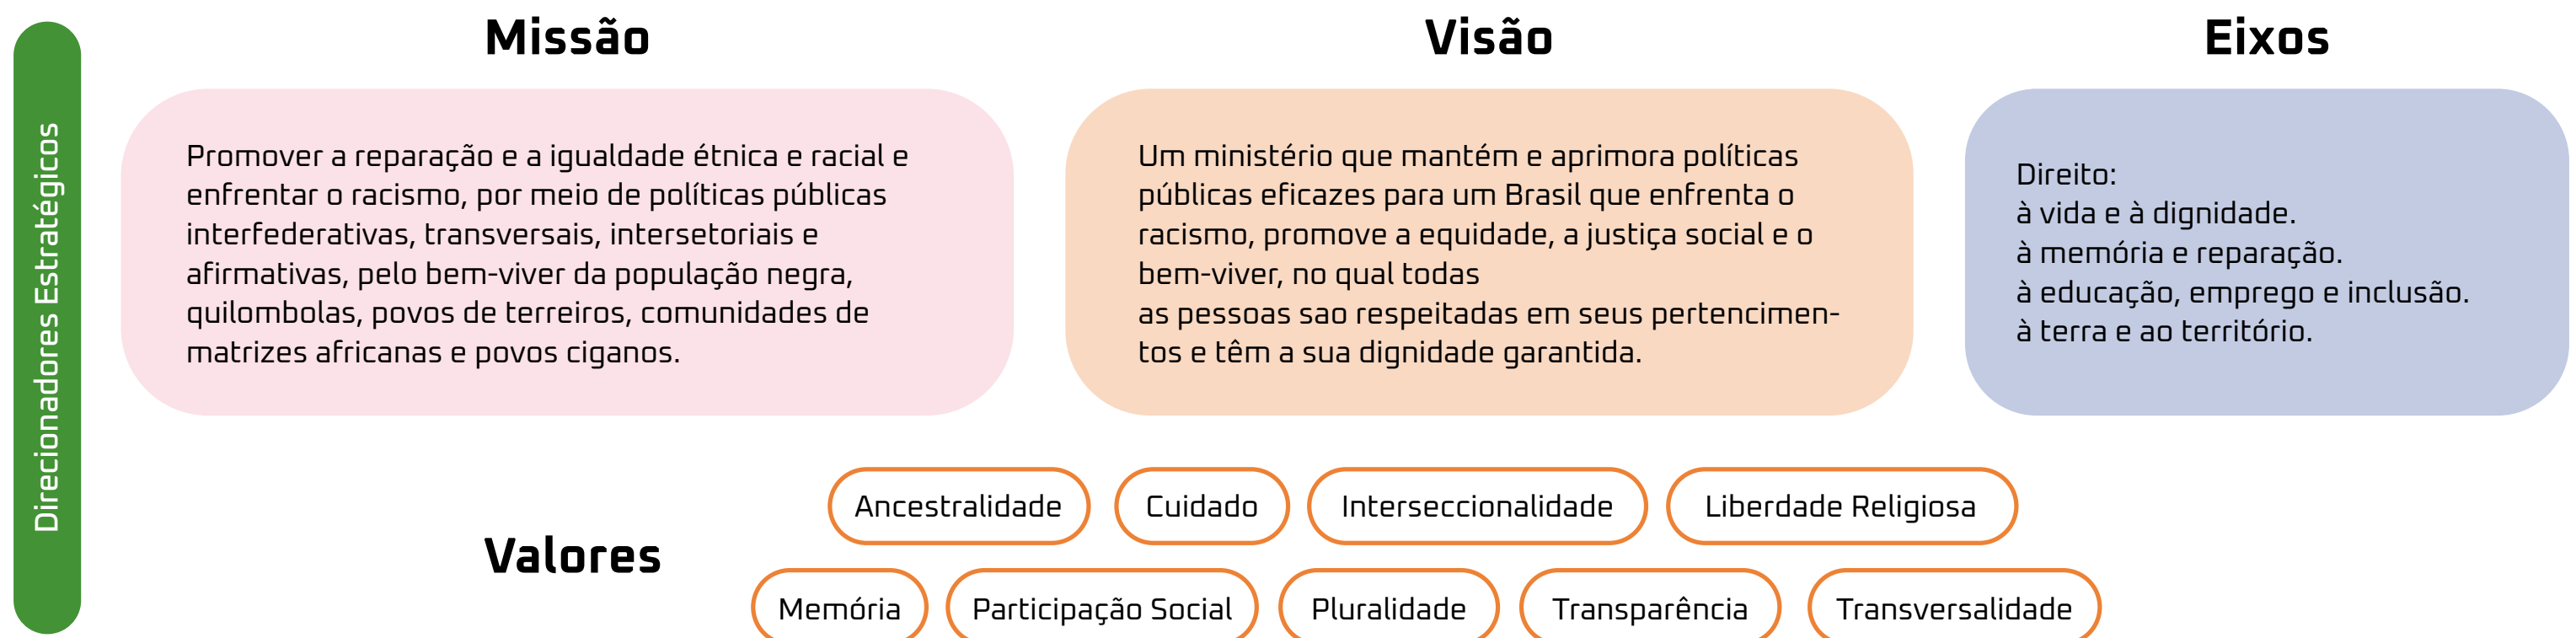 Direcionadores Estratégicos
Missão
Promover a reparação e a igualdade étnica e racial e
enfrentar o racismo, por meio de políticas públicas
interfederativas, transversais, intersetoriais e
afirmativas, pelo bem-viver da população negra,
quilombolas, povos de terreiros, comunidades de
matrizes africanas e povos ciganos.
Visão
Um ministério que mantém e aprimora políticas
públicas eficazes para um Brasil que enfrenta o
racismo, promove a equidade, a justiça social e o
bem-viver, no qual todas
as pessoas sao respeitadas em seus pertencimen-
tos e têm a sua dignidade garantida.
Eixos
Direito:
à vida e à dignidade.
à memória e reparação.
à educação, emprego e inclusão.
à terra e ao território.
Valores
Ancestralidade
Cuidado
Interseccionalidade
Liberdade Religiosa
Memória
Participação Social
Pluralidade
Transparência
Transversalidade